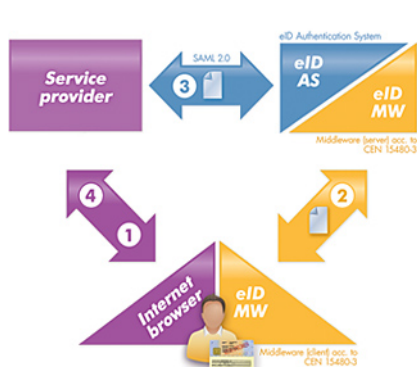 eID Authentication System
Service
provider
SAML 2.0
3
eID
AS
eID
MW
Middleware (server) acc. to
CEN 15480-3
4
1
2
Internet
browser
eID
MW
Middleware (client) acc. to
(CEN 15480-3